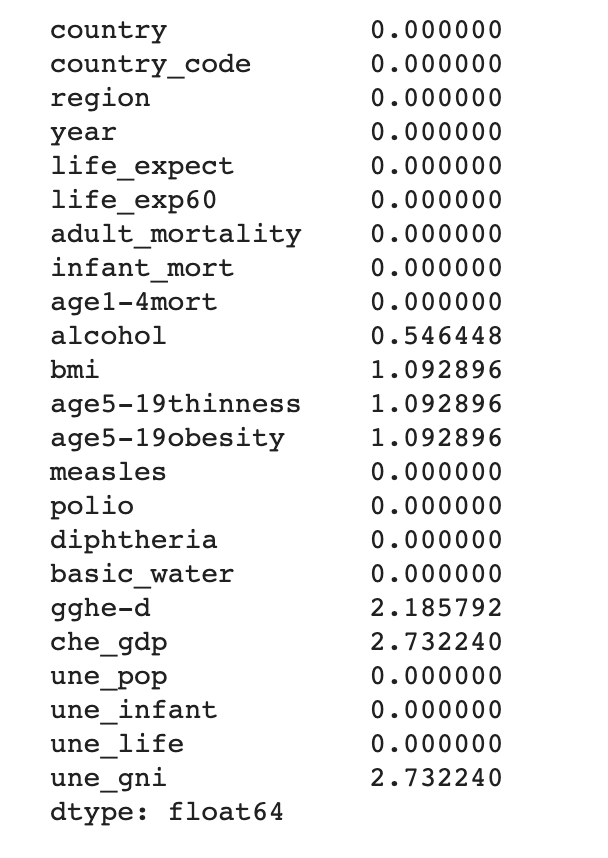 country 0.000000
country_code 0.000000
region 0.000000
year 0.000000
life_expect 0.000000
life_exp60 0.000000
adult_mortality 0.000000
infant_mort 0.000000
age1-4mort 0.000000
alcohol 0.546448
bmi 1.092896
age5-19thinness 1.092896
age5-19obesity 1.092896
measles 0.000000
polio 0.000000
diphtheria 0.000000
basic_water 0.000000
gghe-d 2.185792
che_gdp 2.732240
une_pop 0.000000
une_infant 0.000000
une_life 0.000000
une_gni 2.732240
dtype: float64